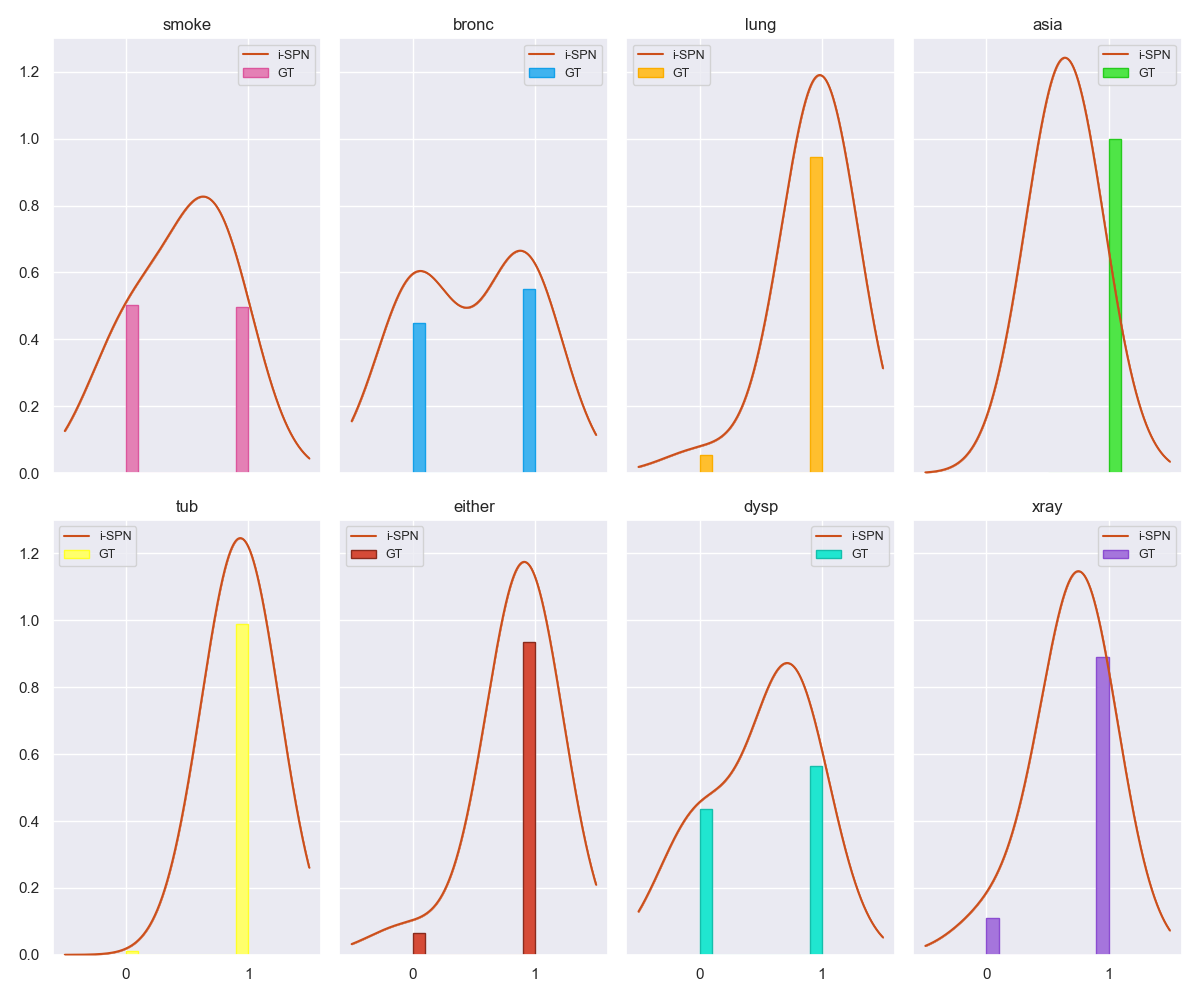 smoke
i-SPN
GT
bronc
i-SPN
GT
lung
i-SPN
GT
asia
i-SPN
GT
1.2
1.0
0.8
0.6
0.4
0.2
0.0
tub
i-SPN
GT
either
i-SPN
GT
dysp
i-SPN
GT
xray
i-SPN
GT
1.2
1.0
0.8
0.6
0.4
0.2
0.0
0 1
0 1
0 1
0 1